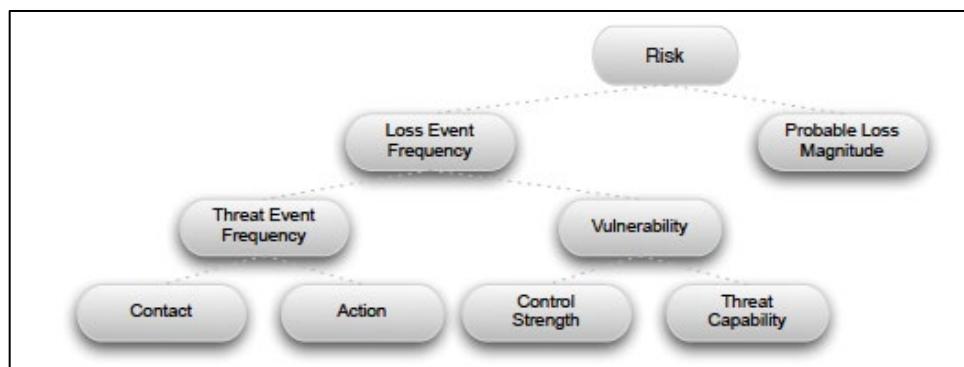 Risk
Loss Event
Frequency
Probable Loss
Magnitude
Threat Event
Frequency
Vulnerability
Contact
Action
Control
Strength
Threat
Capability